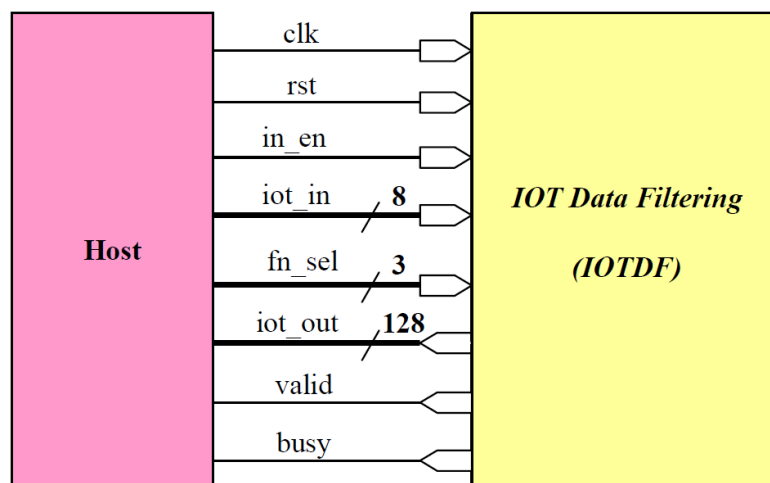 clk
rst
in_en
iot_in 8
fn_sel 3
iot_out 128
valid
busy
Host
IOT Data Filtering
(IOTDF)